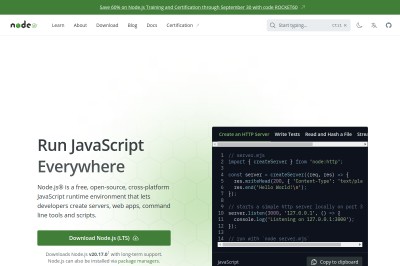 Save 60% on Node.js Training and Certification through September 30 with code ROCKET60 ↗
node
Learn About Download Blog Docs Certification ↗
Start typing...
Run JavaScript
Everywhere
Node.js® is a free, open-source, cross-platform
JavaScript runtime environment that lets
developers create servers, web apps, command
line tools and scripts.
Download Node.js (LTS)
Downloads Node.js v20.17.0¹ with long-term support.
Node.js can also be installed via package managers.
Create an HTTP Server Write Tests Read and Hash a File Strea
1 // server.mjs
2 import { createServer } from 'node:http';
3
4 const server = createServer((req, res) => {
5 res.writeHead(200, { 'Content-Type': 'text/pla
6 res.end('Hello World!\n');
7 });
8
9 // starts a simple http server locally on port 3
10 server.listen(3000, '127.0.0.1', () => {
11 console.log('Listening on 127.0.0.1:3000');
12 });
13
14 // run with `node server.mjs`
JavaScript
Copy to clipboard